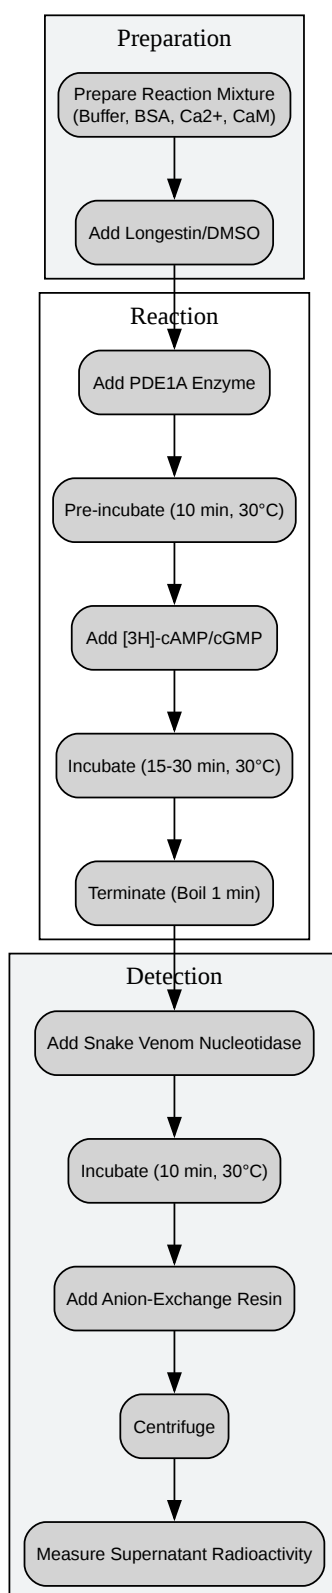 Preparation
Prepare Reaction Mixture
(Buffer, BSA, Ca2+, CaM)
Add Longestin/DMSO
Reaction
Add PDE1A Enzyme
Pre-incubate (10 min, 30°C)
Add [3H]-cAMP/cGMP
Incubate (15-30 min, 30°C)
Terminate (Boil 1 min)
Detection
Add Snake Venom Nucleotidase
Incubate (10 min, 30°C)
Add Anion-Exchange Resin
Centrifuge
Measure Supernatant Radioactivity